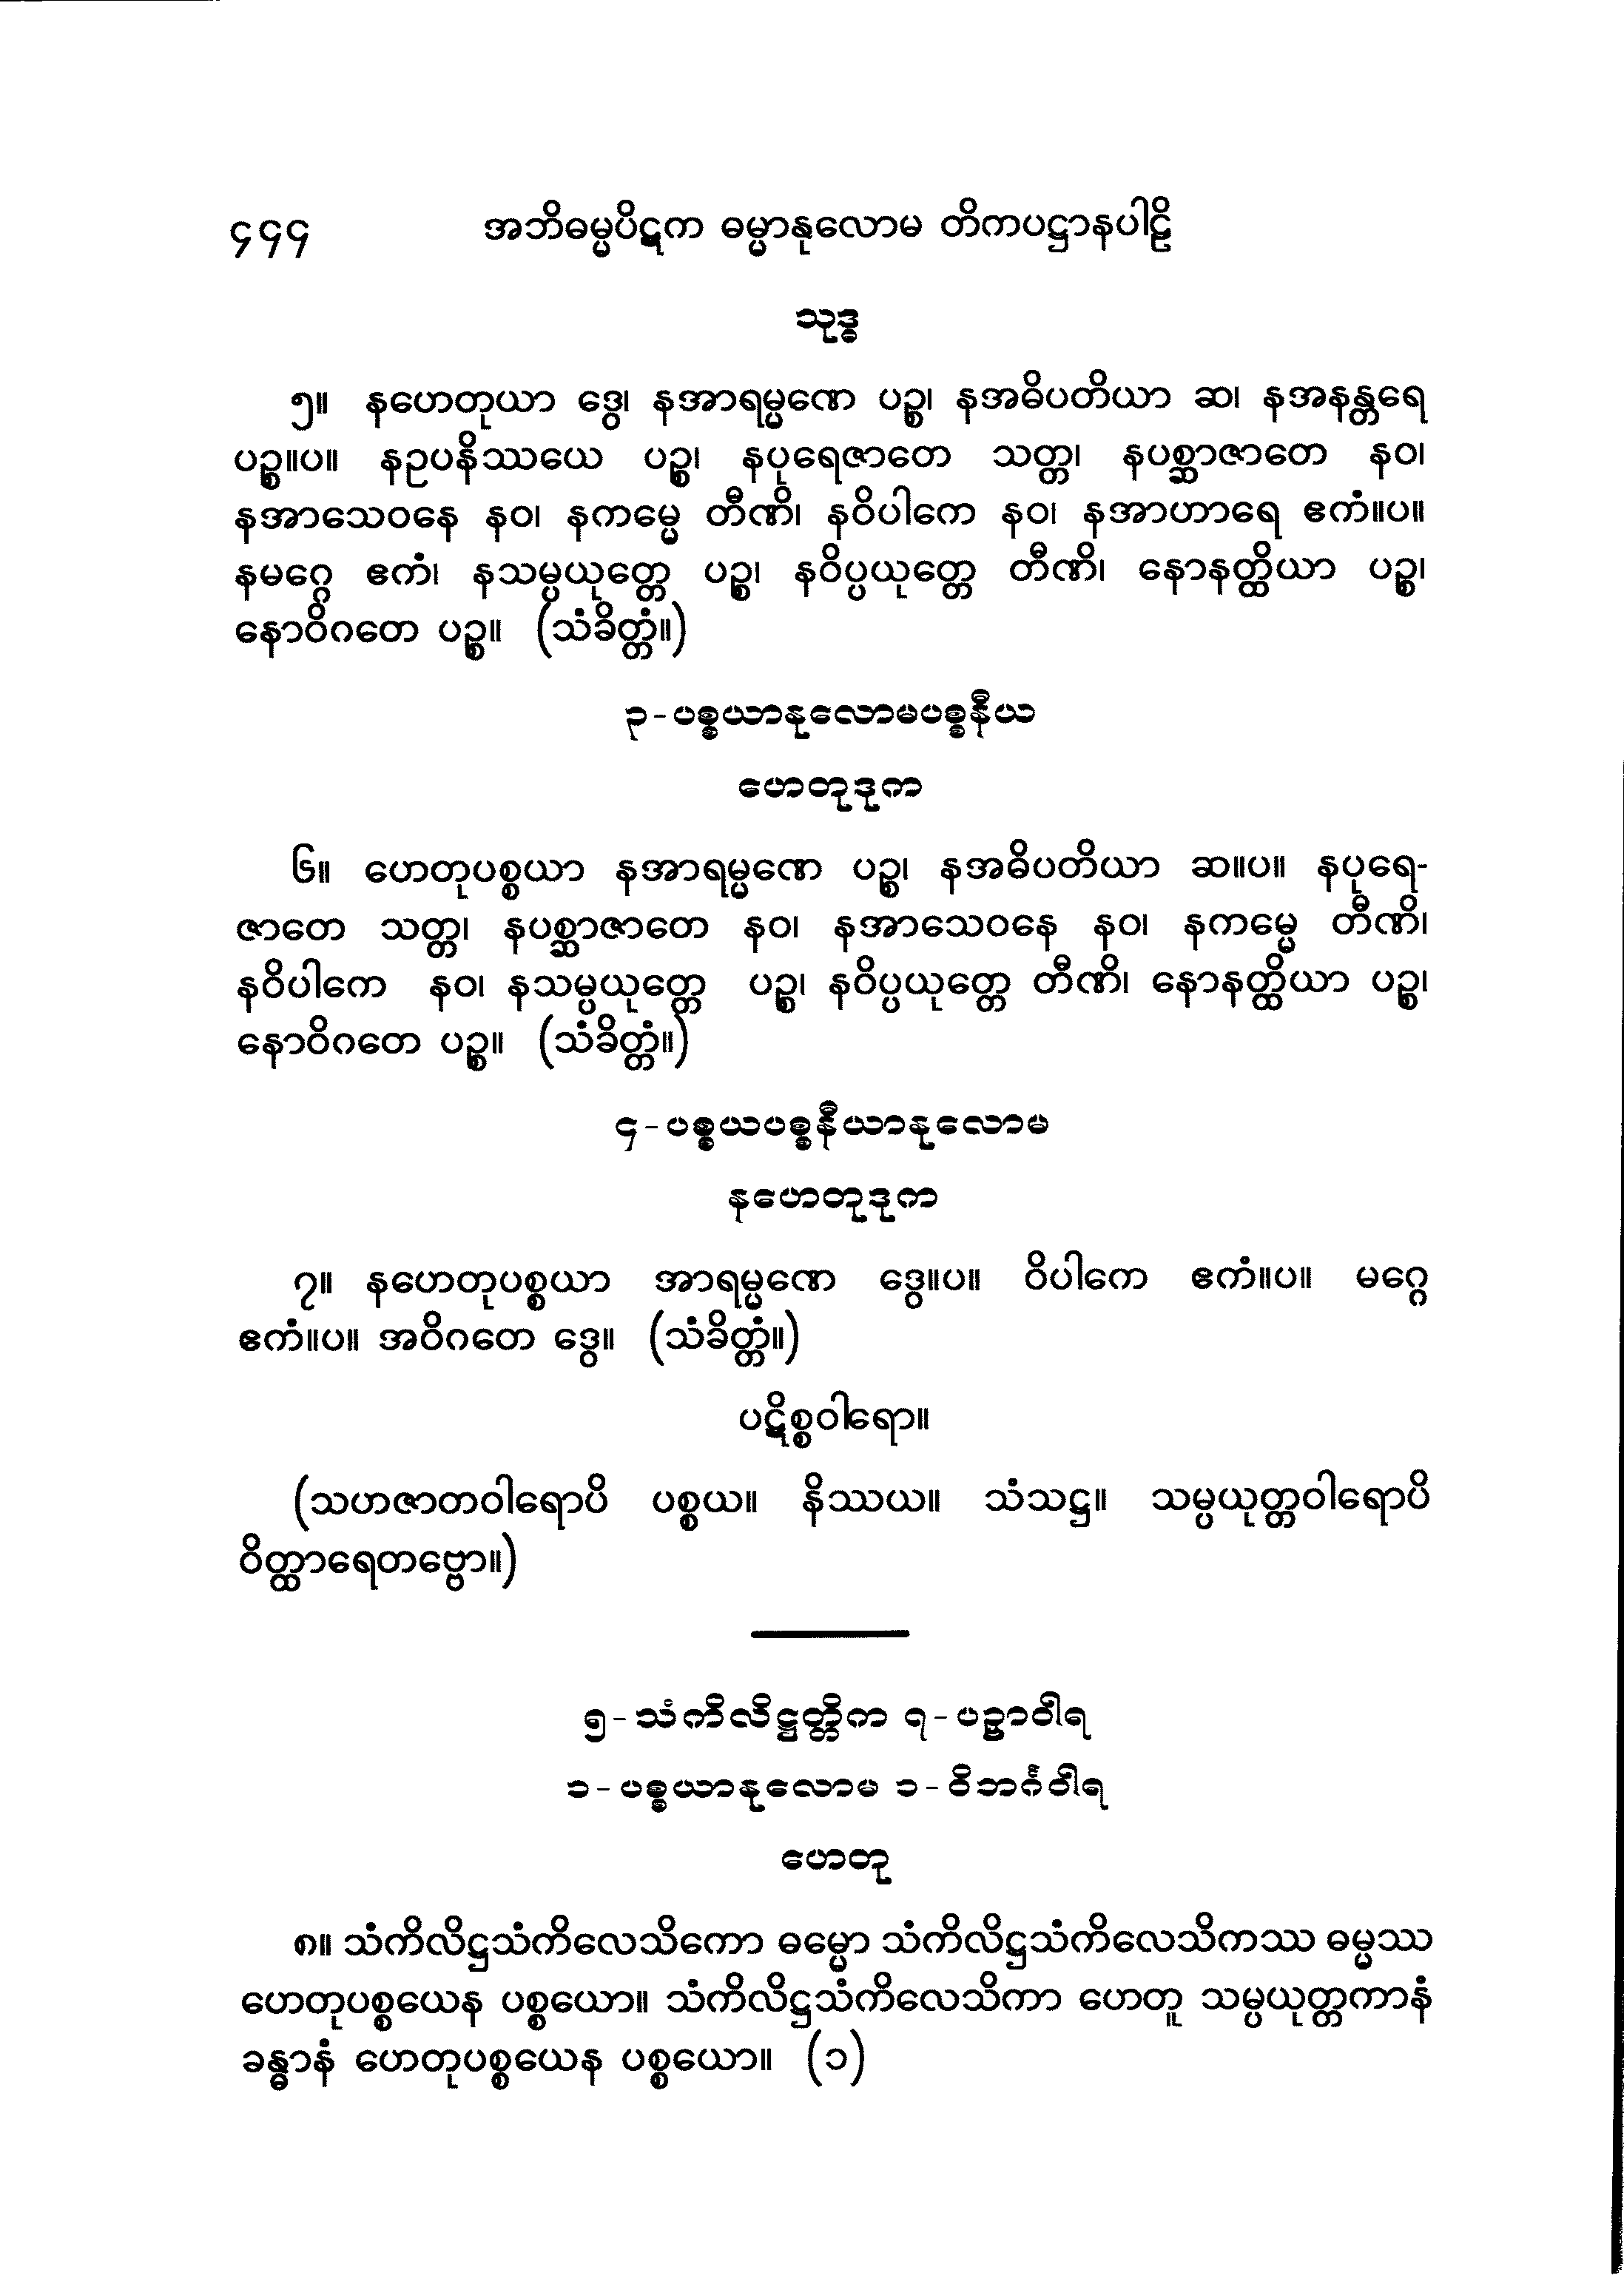 ၄၄၄ အဘိဓမ္မပိဋက ဓမ္မာနုလောမ တိကပဋ္ဌာနပါဠိ
သုဒ္ဓ
၅။ နဟေတုယာ ဒွေ၊ နအာရမ္မဏေ ပဉ္စ၊ နအဓိပတိယာ ဆ၊ နအနန္တရေ
ပဉ္စ။ပ။ နဥပနိဿယေ ပဉ္စ၊ နပုရေဇာတေ သတ္တ၊ နပစ္ဆာဇာတေ နဝ၊
နအာသေဝနေ နဝ၊ နကမ္မေ တီဏိ၊ နဝိပါကေ နဝ၊ နအာဟာရေ ဧကံ။ပ။
နမဂ္ဂေ ဧကံ၊ နသမ္ပယုတ္တေ ပဉ္စ၊ နဝိပ္ပယုတ္တေ တီဏိ၊ နောနတ္ထိယာ ပဉ္စ၊
နောဝိဂတေ ပဉ္စ။ (သံခိတ္တံ။)
၃-ပစ္စယာနုလောမပစ္စနီယ
ဟေတုဒုက
၆။ ဟေတုပစ္စယာ နအာရမ္မဏေ ပဉ္စ၊ နအဓိပတိယာ ဆ။ပ။ နပုရေ-
ဇာတေ သတ္တ၊ နပစ္ဆာဇာတေ နဝ၊ နအာသေဝနေ နဝ၊ နကမ္မေ တီဏိ၊
နဝိပါကေ နဝ၊ နသမ္ပယုတ္တေ ပဉ္စ၊ နဝိပ္ပယုတ္တေ တီဏိ၊ နောနတ္ထိယာ ပဉ္စ၊
နောဝိဂတေ ပဉ္စ။ (သံခိတ္တံ။)
၄-ပစ္စယပစ္စနီယာနုလောမ
နဟေတုဒုက
၇။ နဟေတုပစ္စယာ အာရမ္မဏေ ဒွေ။ပ။ ဝိပါကေ ဧကံ။ပ။ မဂ္ဂေ
ဧကံ။ပ။ အဝိဂတေ ဒွေ။ (သံခိတ္တံ။)
ပဋိစ္စဝါရော။
(သဟဇာတဝါရောပိ ပစ္စယ။ နိဿယ။ သံသဋ္ဌ။ သမ္ပယုတ္တဝါရောပိ
ဝိတ္ထာရေတဗ္ဗော။)
၅-သံကိလိဋ္ဌတ္တိက ၇-ပဉှာဝါရ
၁-ပစ္စယာနုလောမ ၁-ဝိဘင်္ဂဝါရ
ဟေတု
၈။ သံကိလိဋ္ဌသံကိလေသိကော ဓမ္မော သံကိလိဋ္ဌသံကိလေသိကဿ ဓမ္မဿ
ဟေတုပစ္စယေန ပစ္စယော။ သံကိလိဋ္ဌသံကိလေသိကာ ဟေတူ သမ္ပယုတ္တကာနံ
ခန္ဓာနံ ဟေတုပစ္စယေန ပစ္စယော။ (၁)